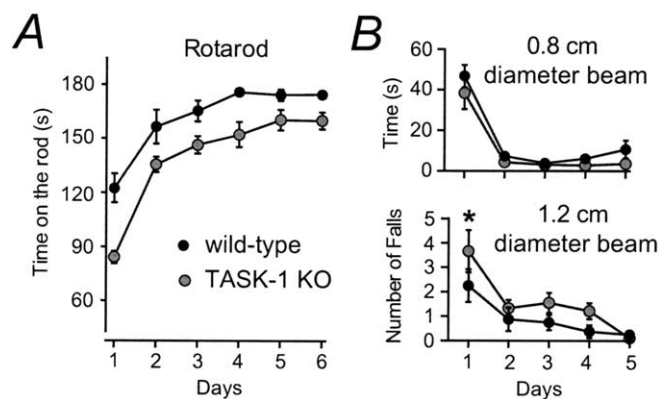 A
Rotarod
Time on the rod (s)
180
150
120
90
60
wild-type
TASK-1 KO
1 2 3 4 5 6
Days
B
0.8 cm
diameter beam
Time (s)
60
40
20
0
1.2 cm
diameter beam
*
Number of Falls
5
4
3
2
1
0
1 2 3 4 5
Days